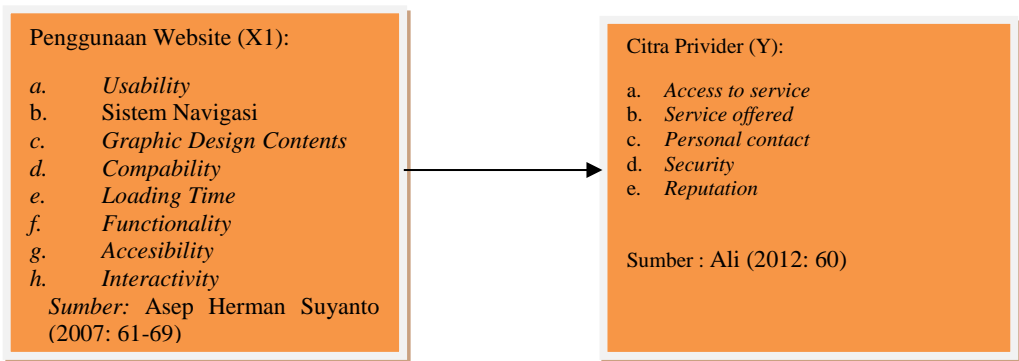 Penggunaan Website (X1):
a. Usability
b. Sistem Navigasi
c. Graphic Design Contents
d. Compability
e. Loading Time
f. Functionality
g. Accesibility
h. Interactivity
Sumber: Asep Herman Suyanto
(2007: 61-69)
Citra Privider (Y):
a. Access to service
b. Service offered
c. Personal contact
d. Security
e. Reputation
Sumber : Ali (2012: 60)